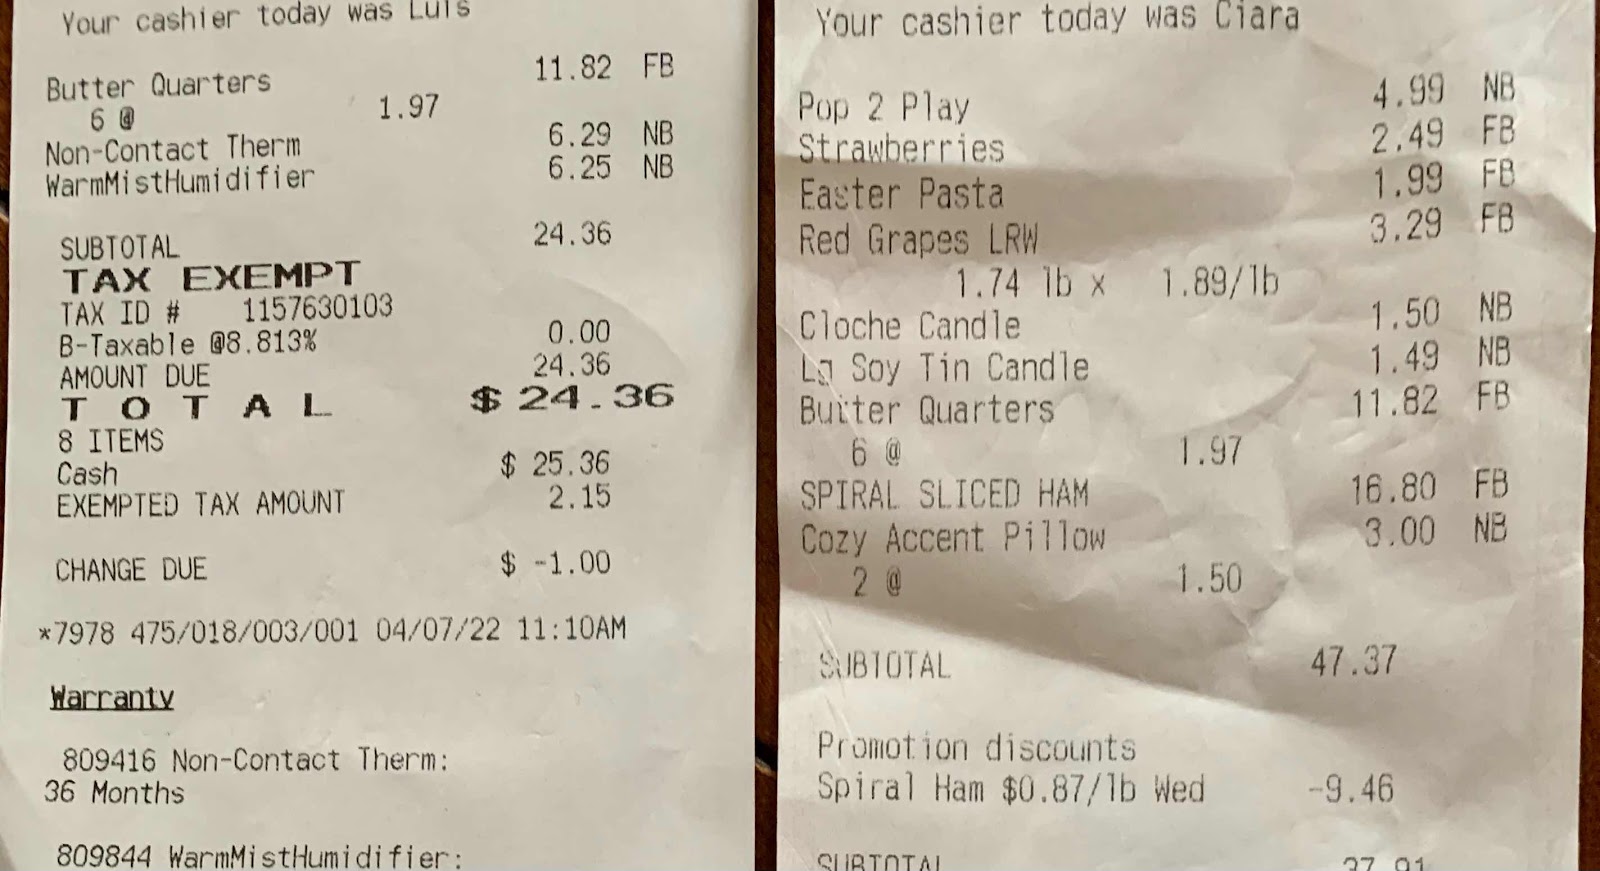 Your cashier today was Luis
Butter Quarters 11.82 FB
6 @ 1.97
Non-Contact Therm 6.29 NB
WarmMistHumidifier 6.25 NB
SUBTOTAL 24.36
TAX EXEMPT
TAX ID # 1157630103
B-Taxable @8.813% 0.00
AMOUNT DUE 24.36
T O T A L $ 24.36
8 ITEMS
Cash $ 25.36
EXEMPTED TAX AMOUNT 2.15
CHANGE DUE $ -1.00
*7978 475/018/003/001 04/07/22 11:10AM
Warranty
809416 Non-Contact Therm:
36 Months
809844 WarmMistHumidifier:
Your cashier today was Ciara
Pop 2 Play 4.99 NB
Strawberries 2.49 FB
Easter Pasta 1.99 FB
Red Grapes LRW 3.29 FB
1.74 lb x 1.89/lb
Cloche Candle 1.50 NB
Lg Soy Tin Candle 1.49 NB
Butter Quarters 11.82 FB
6 @ 1.97
SPIRAL SLICED HAM 16.80 FB
Cozy Accent Pillow 3.00 NB
2 @ 1.50
SUBTOTAL 47.37
Promotion discounts
Spiral Ham $0.87/lb Wed -9.46
SUBTOTAL 37.91